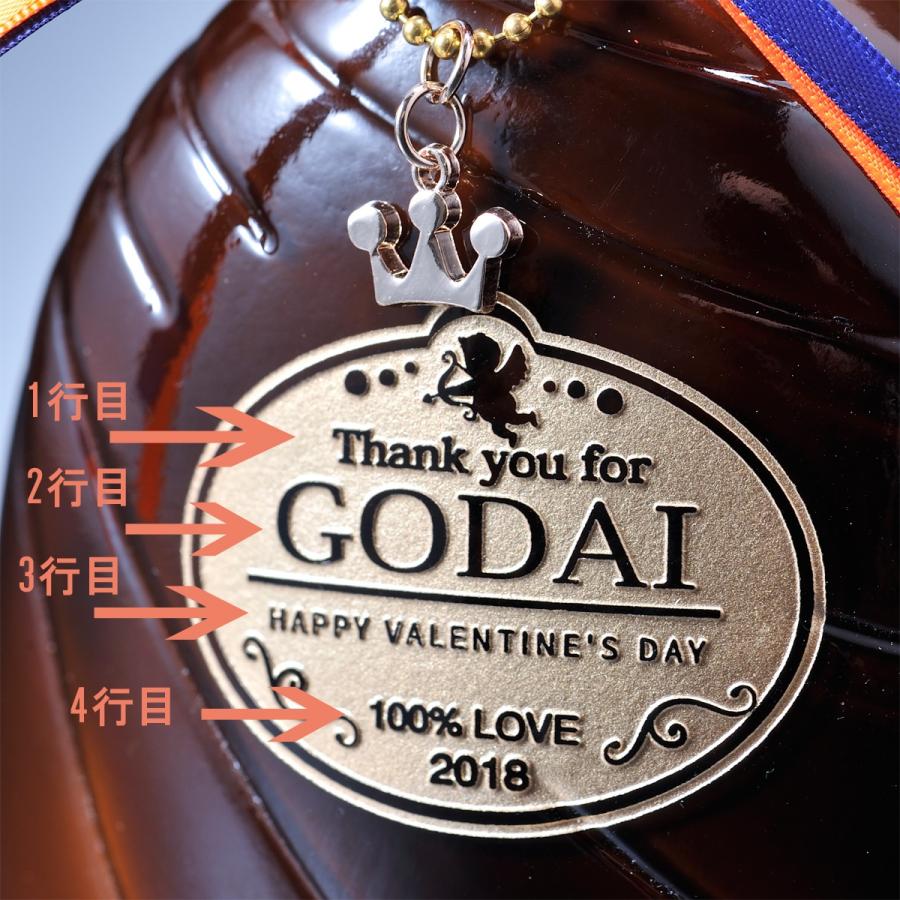 1行目
Thank you for
2行目
GODAI
3行目
HAPPY VALENTINE'S DAY
4行目
100% LOVE
2018